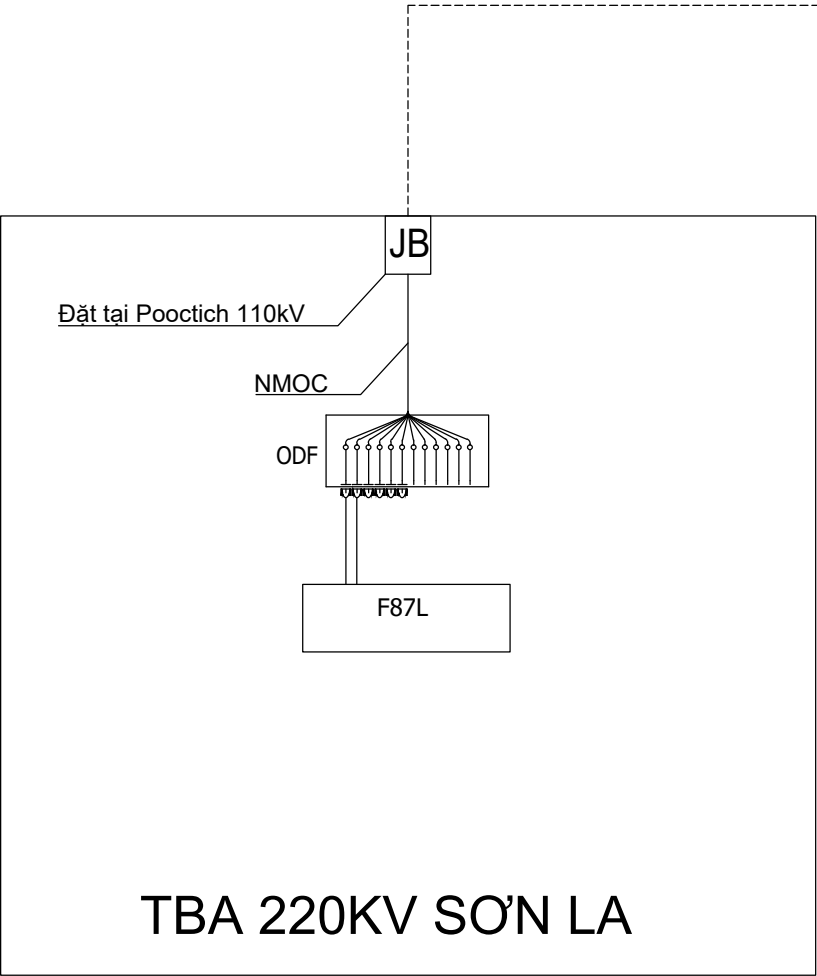 JB
Đặt tại Pooctich 110kV
NMOC
ODF
F87L
TBA 220KV SƠN LA